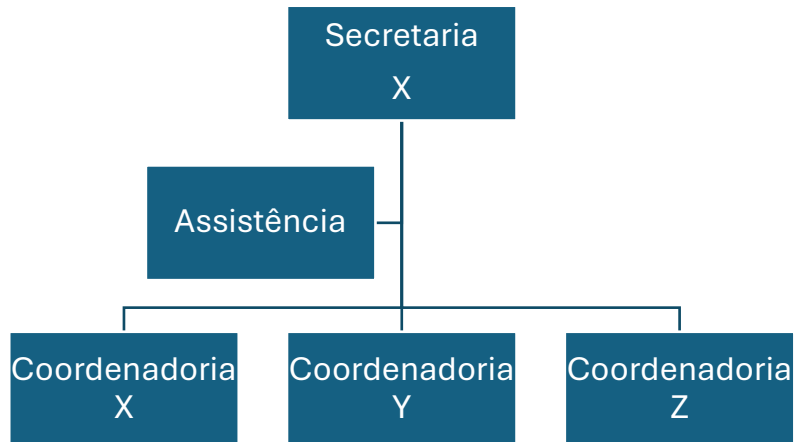 Secretaria
X
Assistência
Coordenadoria
X
Coordenadoria
Y
Coordenadoria
Z